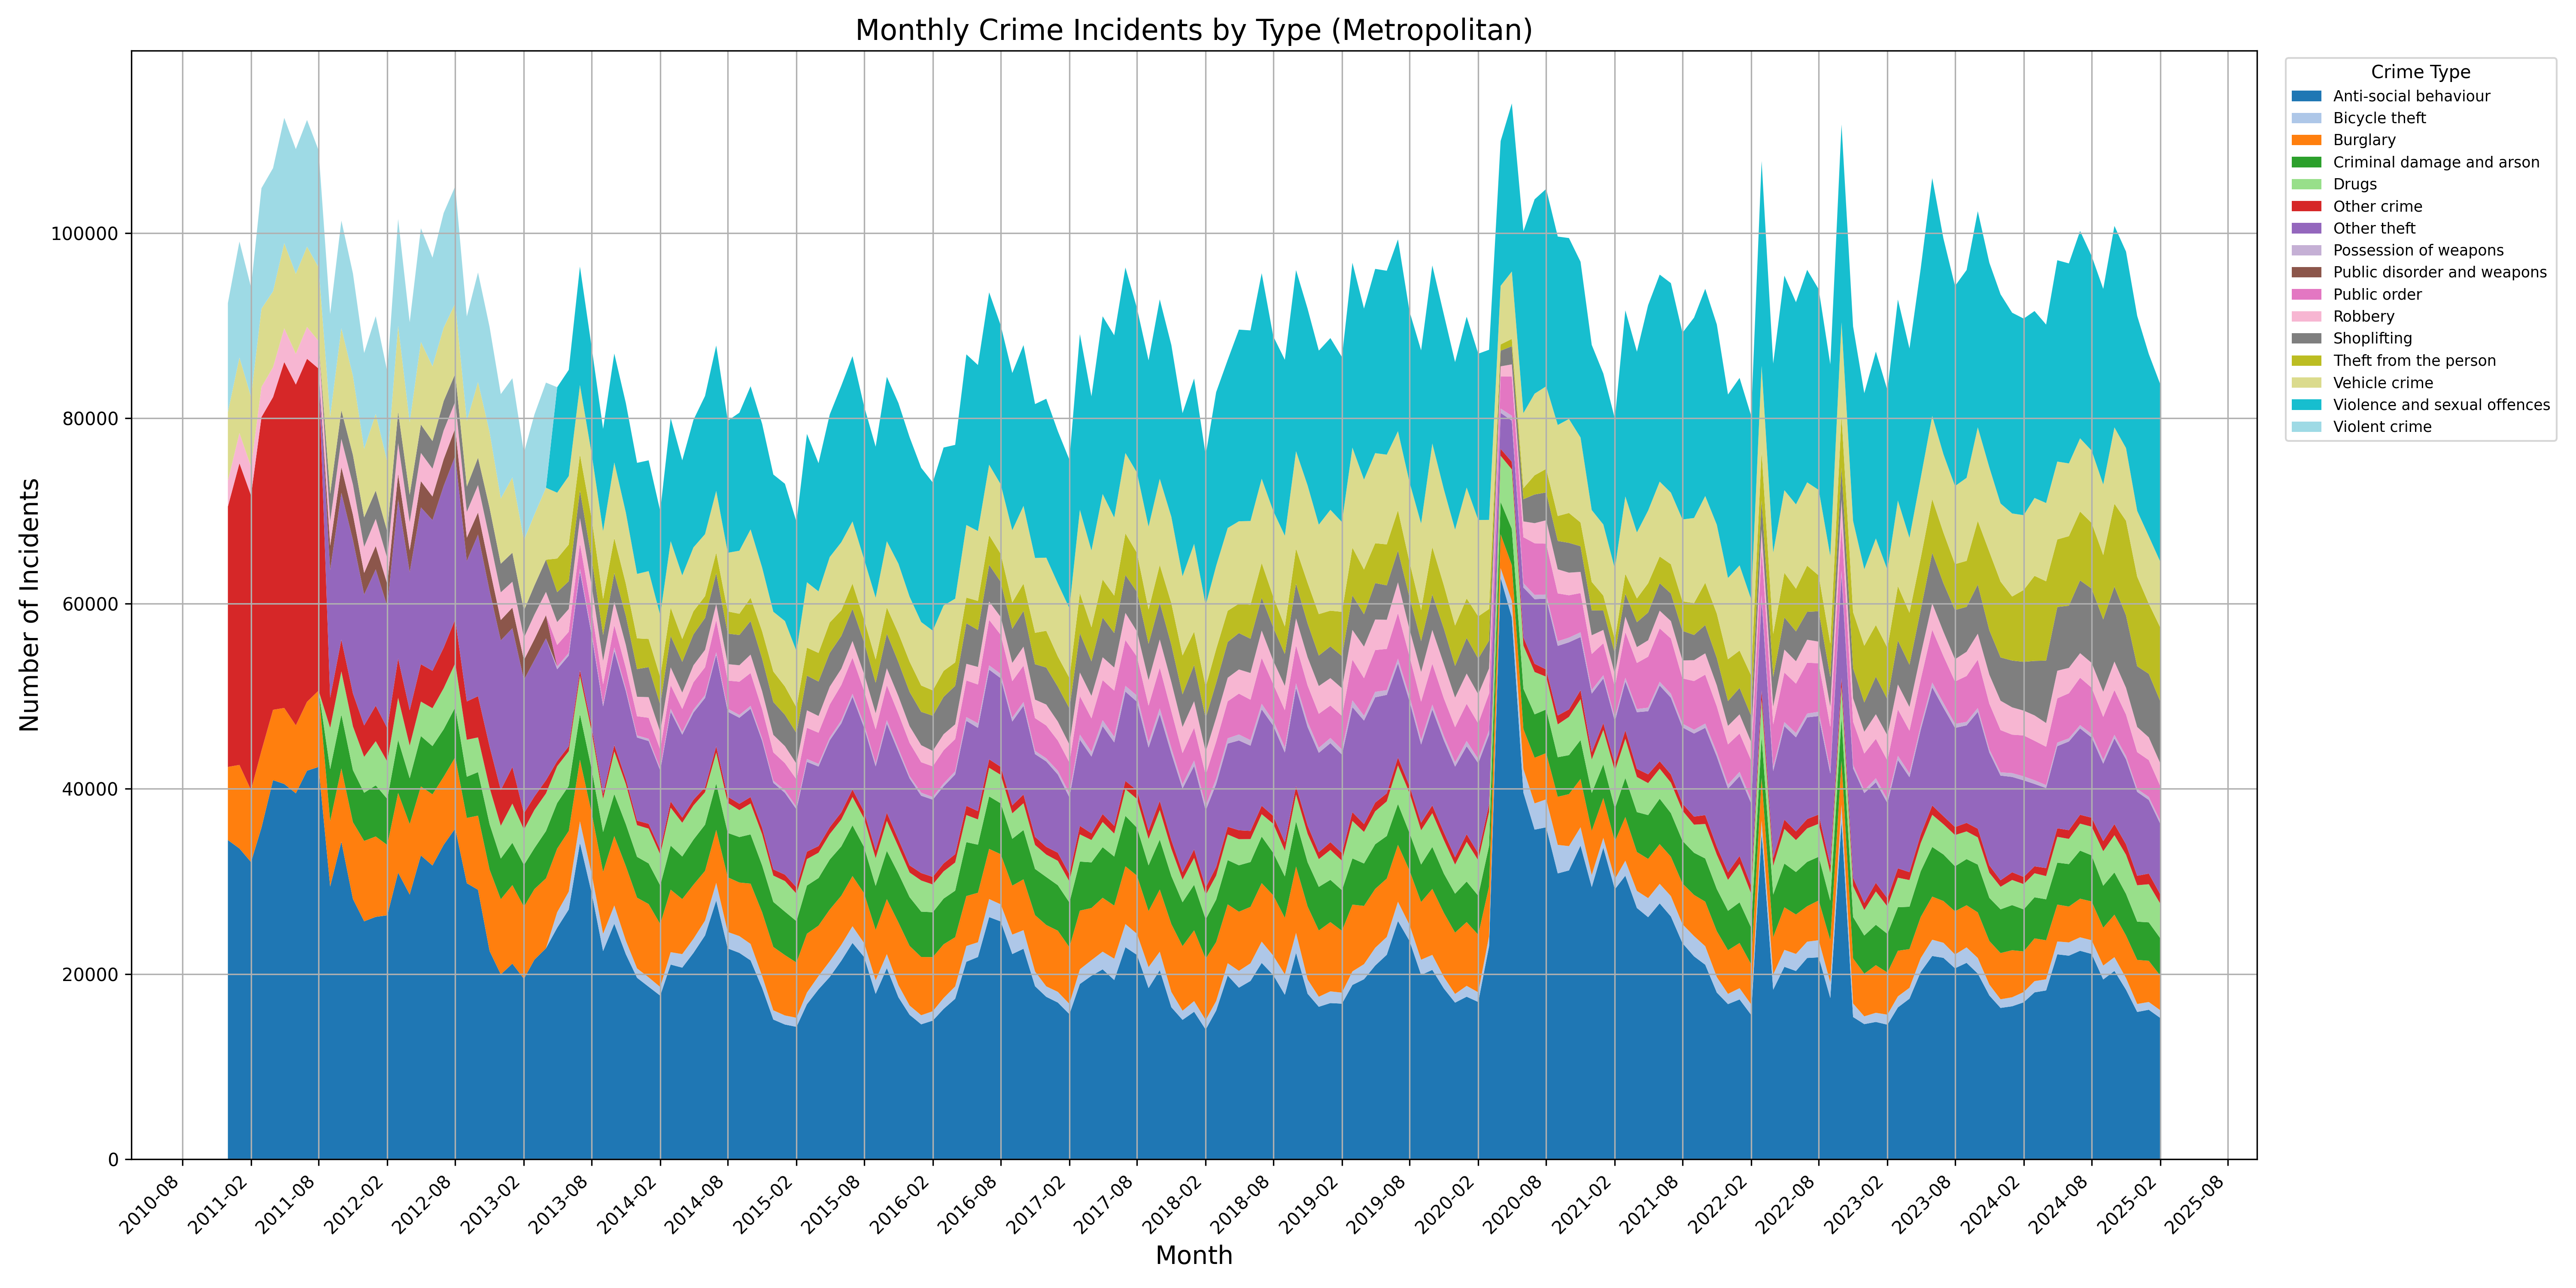 Monthly Crime Incidents by Type (Metropolitan)
Number of Incidents
100000
80000
60000
40000
20000
0
2010-08
2011-02
2011-08
2012-02
2012-08
2013-02
2013-08
2014-02
2014-08
2015-02
2015-08
2016-02
2016-08
2017-02
2017-08
2018-02
2018-08
2019-02
2019-08
2020-02
2020-08
2021-02
2021-08
2022-02
2022-08
2023-02
2023-08
2024-02
2024-08
2025-02
2025-08
Month
Crime Type
Anti-social behaviour
Bicycle theft
Burglary
Criminal damage and arson
Drugs
Other crime
Other theft
Possession of weapons
Public disorder and weapons
Public order
Robbery
Shoplifting
Theft from the person
Vehicle crime
Violence and sexual offences
Violent crime